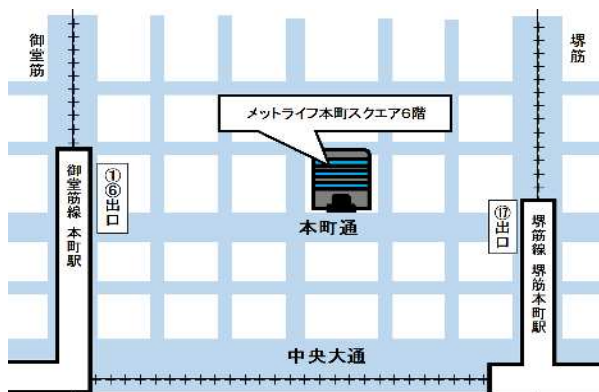 御堂筋
堺筋
メットライフ本町スクエア6階
御堂筋線 本町駅
①⑥出口
本町通
⑰出口
堺筋線 堺筋本町駅
中央大通